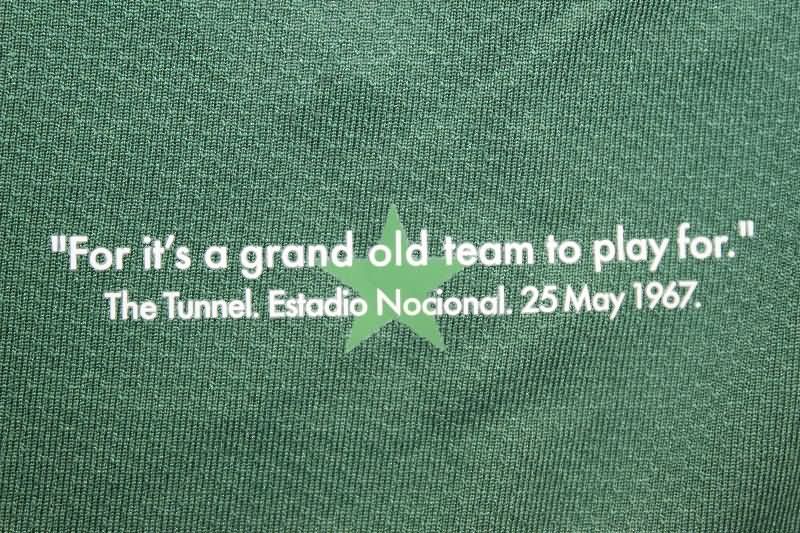 "For it's a grand old team to play for."
The Tunnel. Estadio Nocional. 25 May 1967.